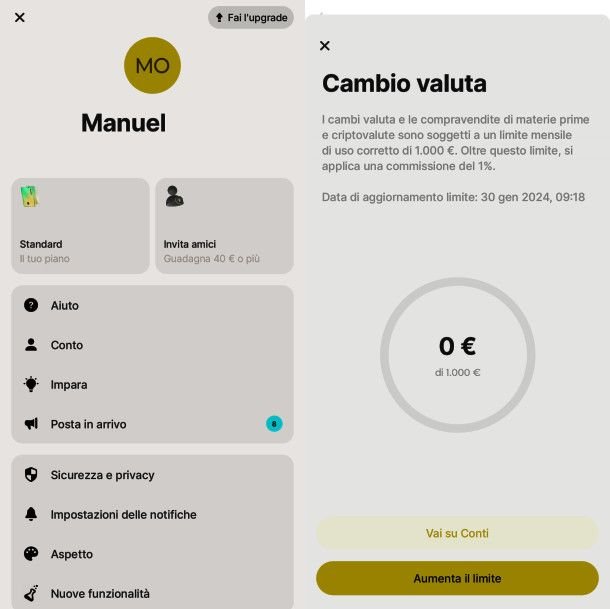 Fai l'upgrade
MO
Manuel
Standard
Il tuo piano
Invita amici
Guadagna 40 € o più
Aiuto
Conto
Impara
Posta in arrivo
8
Sicurezza e privacy
Impostazioni delle notifiche
Aspetto
Nuove funzionalità
Cambio valuta
I cambi valuta e le compravendite di materie prime
e criptovalute sono soggetti a un limite mensile
di uso corretto di 1.000 €. Oltre questo limite, si
applica una commissione del 1%.
Data di aggiornamento limite: 30 gen 2024, 09:18
0 €
di 1.000 €
Vai su Conti
Aumenta il limite